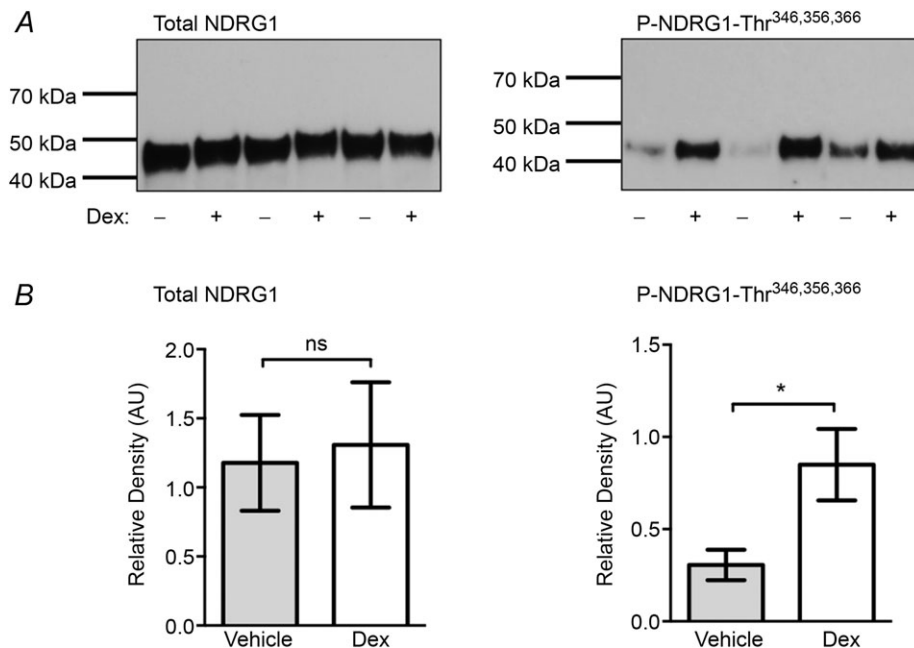 A
Total NDRG1
P-NDRG1-Thr346,356,366
70 kDa
50 kDa
40 kDa
Dex: – + – + – +
70 kDa
50 kDa
40 kDa
– + – + – +
B
Total NDRG1
P-NDRG1-Thr346,356,366
Relative Density (AU)
2.0
1.5
1.0
0.5
0.0
ns
Vehicle Dex
Relative Density (AU)
1.5
1.0
0.5
0.0
*
Vehicle Dex